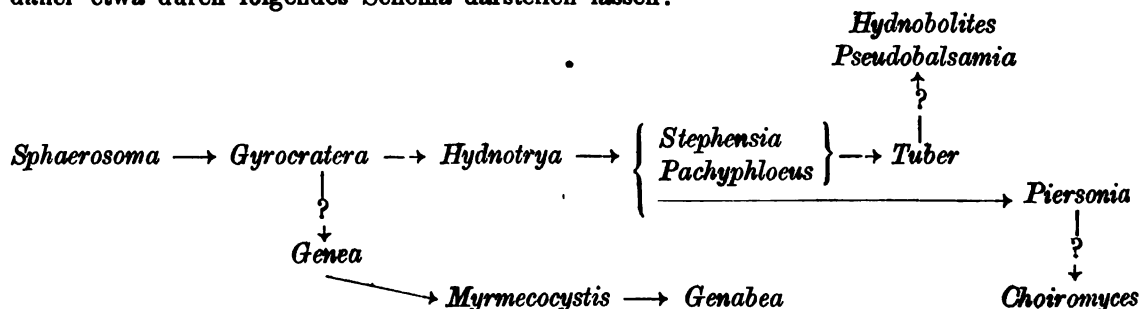 daher etwa durch folgendes Schema darstellen lassen:
Hydnobolites
Pseudobalsamia
?
Sphaerosoma → Gyrocratera → Hydnotrya → { Stephensia
Pachyphloeus } → Tuber
→ Piersonia
?
?
Genea
Myrmecocystis → Genabea
Choiromyces